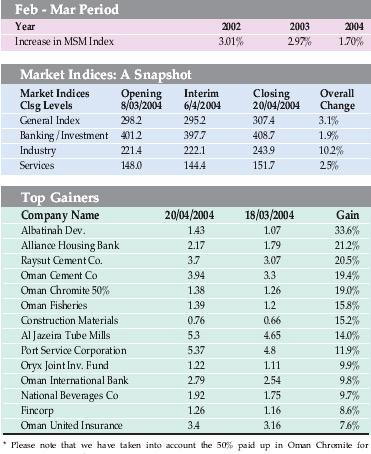 Feb - Mar Period
Year 2002 2003 2004
Increase in MSM Index 3.01% 2.97% 1.70%
Market Indices: A Snapshot
Market Indices Opening Interim Closing Overall
Clsg Levels 8/03/2004 6/4/2004 20/04/2004 Change
General Index 298.2 295.2 307.4 3.1%
Banking/Investment 401.2 397.7 408.7 1.9%
Industry 221.4 222.1 243.9 10.2%
Services 148.0 144.4 151.7 2.5%
Top Gainers
Company Name 20/04/2004 18/03/2004 Gain
Albatinah Dev. 1.43 1.07 33.6%
Alliance Housing Bank 2.17 1.79 21.2%
Raysut Cement Co. 3.7 3.07 20.5%
Oman Cement Co 3.94 3.3 19.4%
Oman Chromite 50% 1.38 1.26 19.0%
Oman Fisheries 1.39 1.2 15.8%
Construction Materials 0.76 0.66 15.2%
Al Jazeira Tube Mills 5.3 4.65 14.0%
Port Service Corporation 5.37 4.8 11.9%
Oryx Joint Inv. Fund 1.22 1.11 9.9%
Oman International Bank 2.79 2.54 9.8%
National Beverages Co 1.92 1.75 9.7%
Fincorp 1.26 1.16 8.6%
Oman United Insurance 3.4 3.16 7.6%
* Please note that we have taken into account the 50% paid up in Oman Chromite for